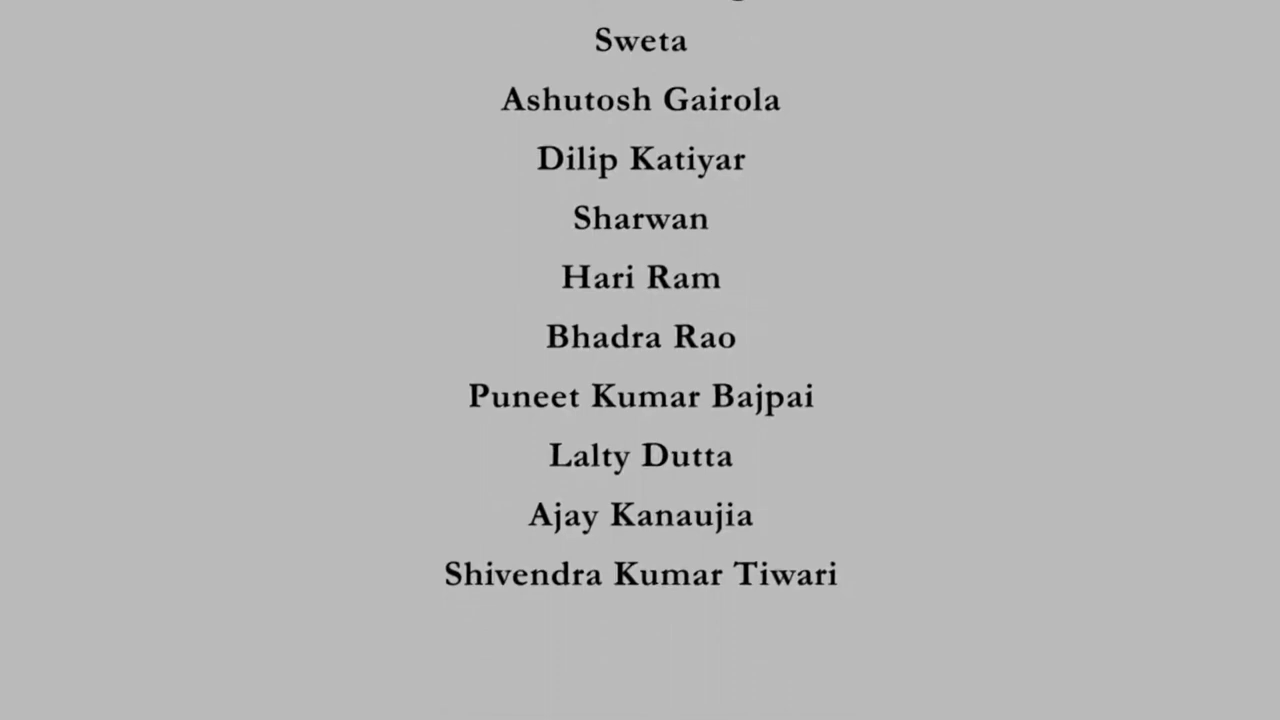 Sweta
Ashutosh Gairola
Dilip Katiyar
Sharwan
Hari Ram
Bhadra Rao
Puneet Kumar Bajpai
Lalty Dutta
Ajay Kanaujia
Shivendra Kumar Tiwari